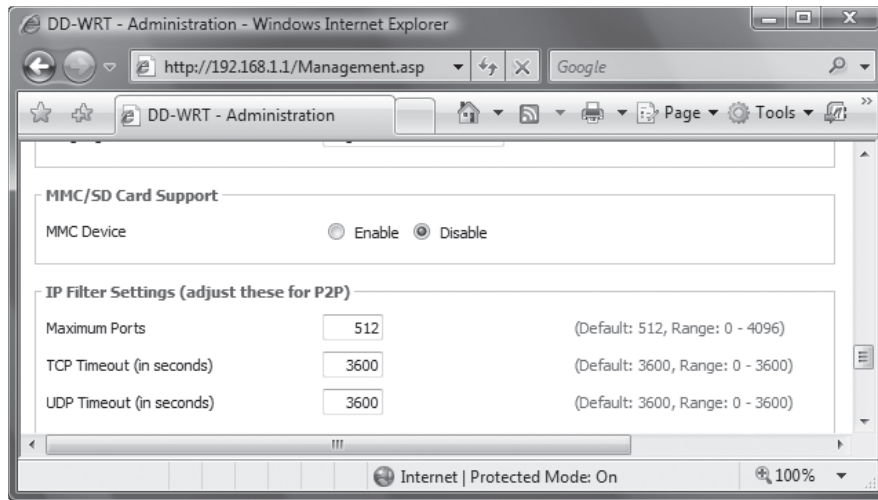 DD-WRT - Administration - Windows Internet Explorer
http://192.168.1.1/Management.asp
Google
DD-WRT - Administration
Page
Tools
MMC/SD Card Support
MMC Device Enable Disable
IP Filter Settings (adjust these for P2P)
Maximum Ports 512 (Default: 512, Range: 0 - 4096)
TCP Timeout (in seconds) 3600 (Default: 3600, Range: 0 - 3600)
UDP Timeout (in seconds) 3600 (Default: 3600, Range: 0 - 3600)
Internet | Protected Mode: On 100%